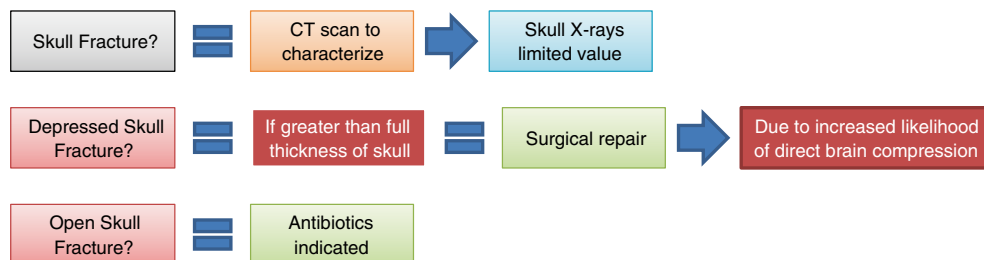 Skull Fracture?
CT scan to
characterize
Skull X-rays
limited value
Depressed Skull
Fracture?
If greater than full
thickness of skull
Surgical repair
Due to increased likelihood
of direct brain compression
Open Skull
Fracture?
Antibiotics
indicated